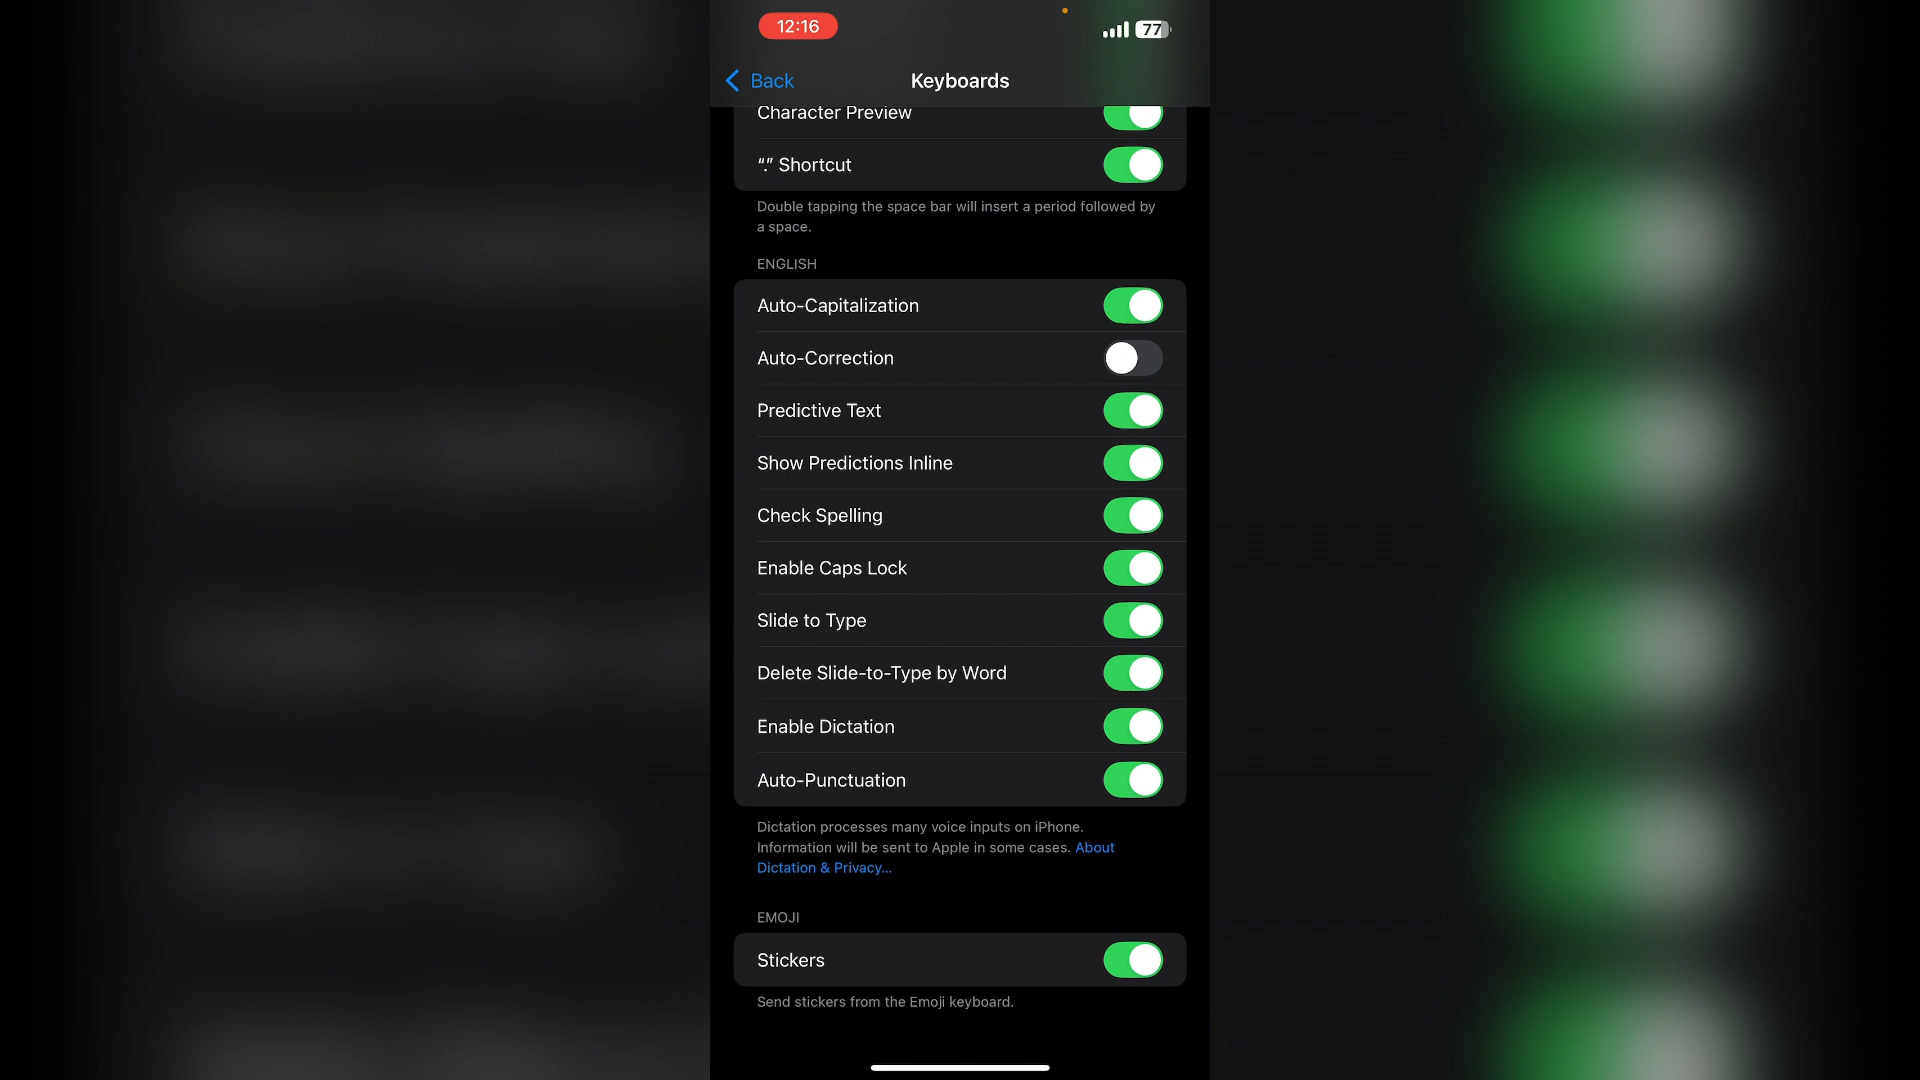 12:16
77
Back
Keyboards
Character Preview
“.” Shortcut
Double tapping the space bar will insert a period followed by
a space.
ENGLISH
Auto-Capitalization
Auto-Correction
Predictive Text
Show Predictions Inline
Check Spelling
Enable Caps Lock
Slide to Type
Delete Slide-to-Type by Word
Enable Dictation
Auto-Punctuation
Dictation processes many voice inputs on iPhone.
Information will be sent to Apple in some cases. About
Dictation & Privacy...
EMOJI
Stickers
Send stickers from the Emoji keyboard.